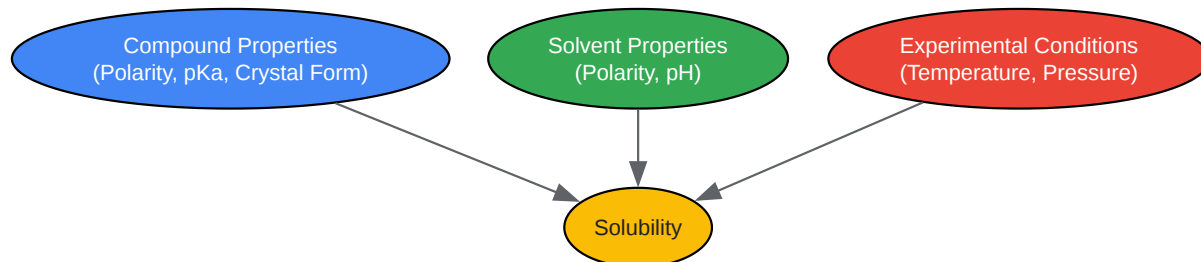 Compound Properties
(Polarity, pKa, Crystal Form)
Solvent Properties
(Polarity, pH)
Experimental Conditions
(Temperature, Pressure)
Solubility